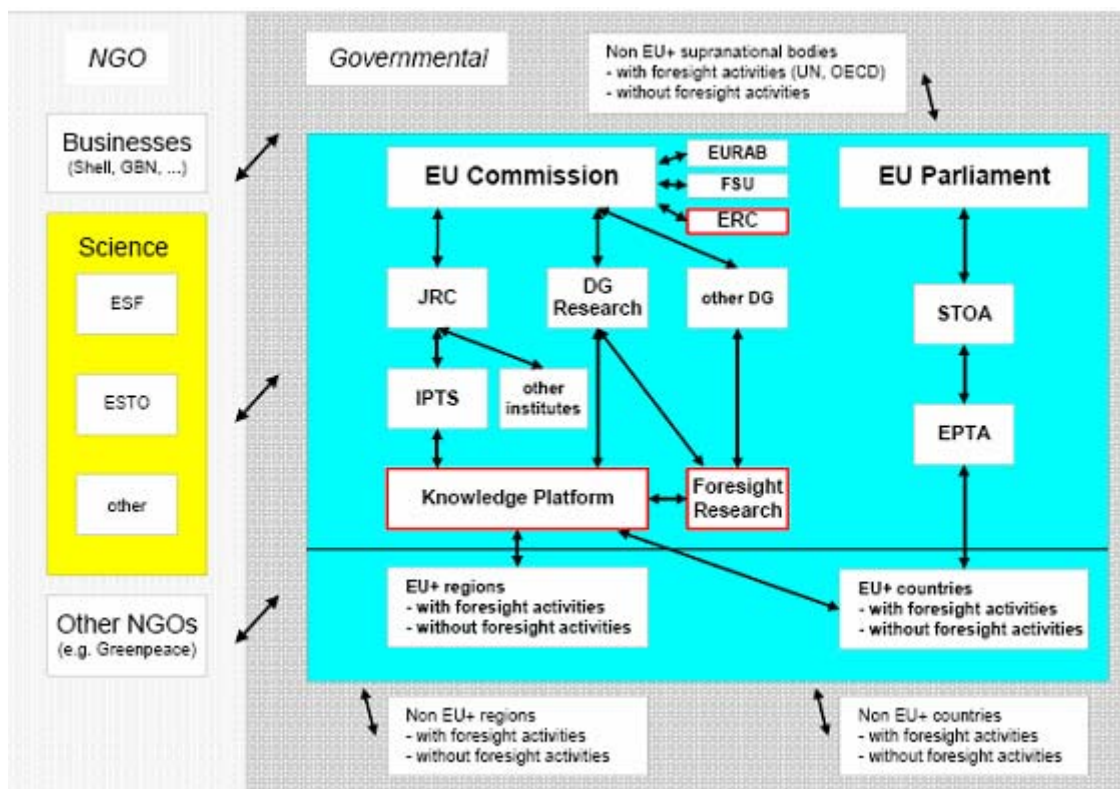 NGO
Governmental
Non EU+ supranational bodies
- with foresight activities (UN, OECD)
- without foresight activities
Businesses
(Shell, GBN, ...)
Science
ESF
ESTO
other
Other NGOs
(e.g. Greenpeace)
EU Commission
EURAB
FSU
ERC
EU Parliament
JRC
DG
Research
other DG
STOA
IPTS
other
institutes
EPTA
Knowledge Platform
Foresight
Research
EU+ regions
- with foresight activities
- without foresight activities
EU+ countries
- with foresight activities
- without foresight activities
Non EU+ regions
- with foresight activities
- without foresight activities
Non EU+ countries
- with foresight activities
- without foresight activities